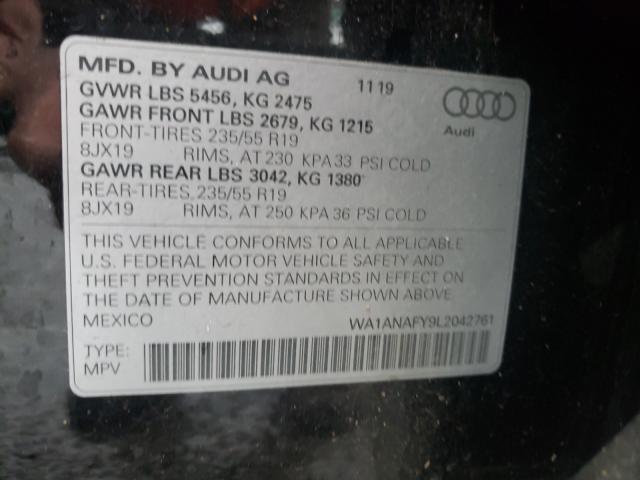 MFD. BY AUDI AG 11 19
GVWR LBS 5456, KG 2475
GAWR FRONT LBS 2679, KG 1215
FRONT-TIRES 235/55 R19
8JX19 RIMS, AT 230 KPA 33 PSI COLD
GAWR REAR LBS 3042, KG 1380
REAR-TIRES 235/55 R19
8JX19 RIMS, AT 250 KPA 36 PSI COLD
Audi
THIS VEHICLE CONFORMS TO ALL APPLICABLE
U.S. FEDERAL MOTOR VEHICLE SAFETY AND
THEFT PREVENTION STANDARDS IN EFFECT ON
THE DATE OF MANUFACTURE SHOWN ABOVE
MEXICO WA1ANAFY9L2042761
TYPE:
MPV